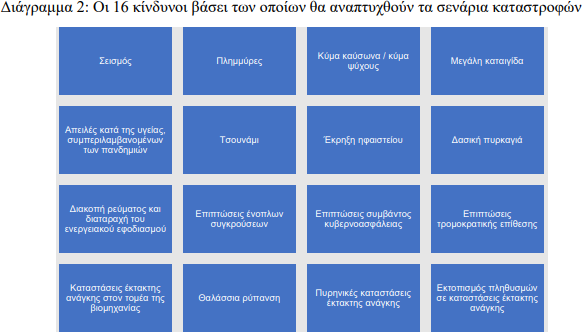 Διάγραμμα 2: Οι 16 κίνδυνοι βάσει των οποίων θα αναπτυχθούν τα σενάρια καταστροφών
Σεισμός
Πλημμύρες
Κύμα καύσωνα / κύμα
ψύχους
Μεγάλη καταιγίδα
Απειλές κατά της υγείας,
συμπεριλαμβανομένων
των πανδημιών
Τσουνάμι
Έκρηξη ηφαιστείου
Δασική πυρκαγιά
Διακοπή ρεύματος και
διαταραχή του
ενεργειακού εφοδιασμού
Επιπτώσεις ένοπλων
συγκρούσεων
Επιπτώσεις συμβάντος
κυβερνοασφάλειας
Επιπτώσεις
τρομοκρατικής επίθεσης
Καταστάσεις έκτακτης
ανάγκης στον τομέα της
βιομηχανίας
Θαλάσσια ρύπανση
Πυρηνικές καταστάσεις
έκτακτης ανάγκης
Εκτοπισμός πληθυσμών
σε καταστάσεις έκτακτης
ανάγκης